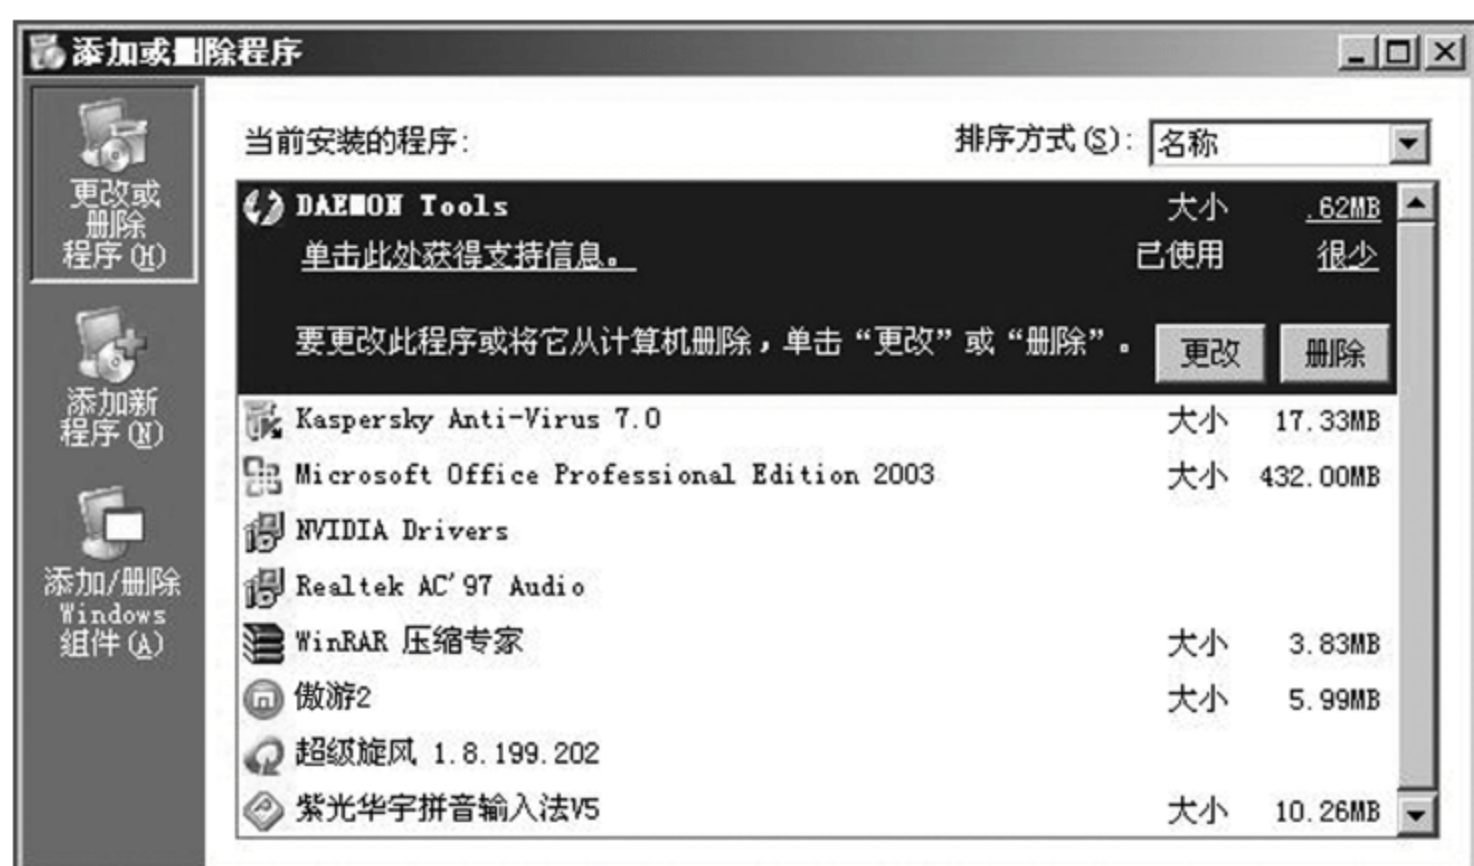 添加或删除程序
更改或
删除
程序(H)
添加新
程序(N)
添加/删除
Windows
组件(A)
当前安装的程序: 排序方式(S): 名称
DAEMON Tools 大小 .62MB
单击此处获得支持信息。 已使用 很少
要更改此程序或将它从计算机删除，单击“更改”或“删除”。 更改 删除
Kaspersky Anti-Virus 7.0 大小 17.33MB
Microsoft Office Professional Edition 2003 大小 432.00MB
NVIDIA Drivers
Realtek AC'97 Audio
WinRAR 压缩专家 大小 3.83MB
傲游2 大小 5.99MB
超级旋风 1.8.199.202
紫光华宇拼音输入法V5 大小 10.26MB